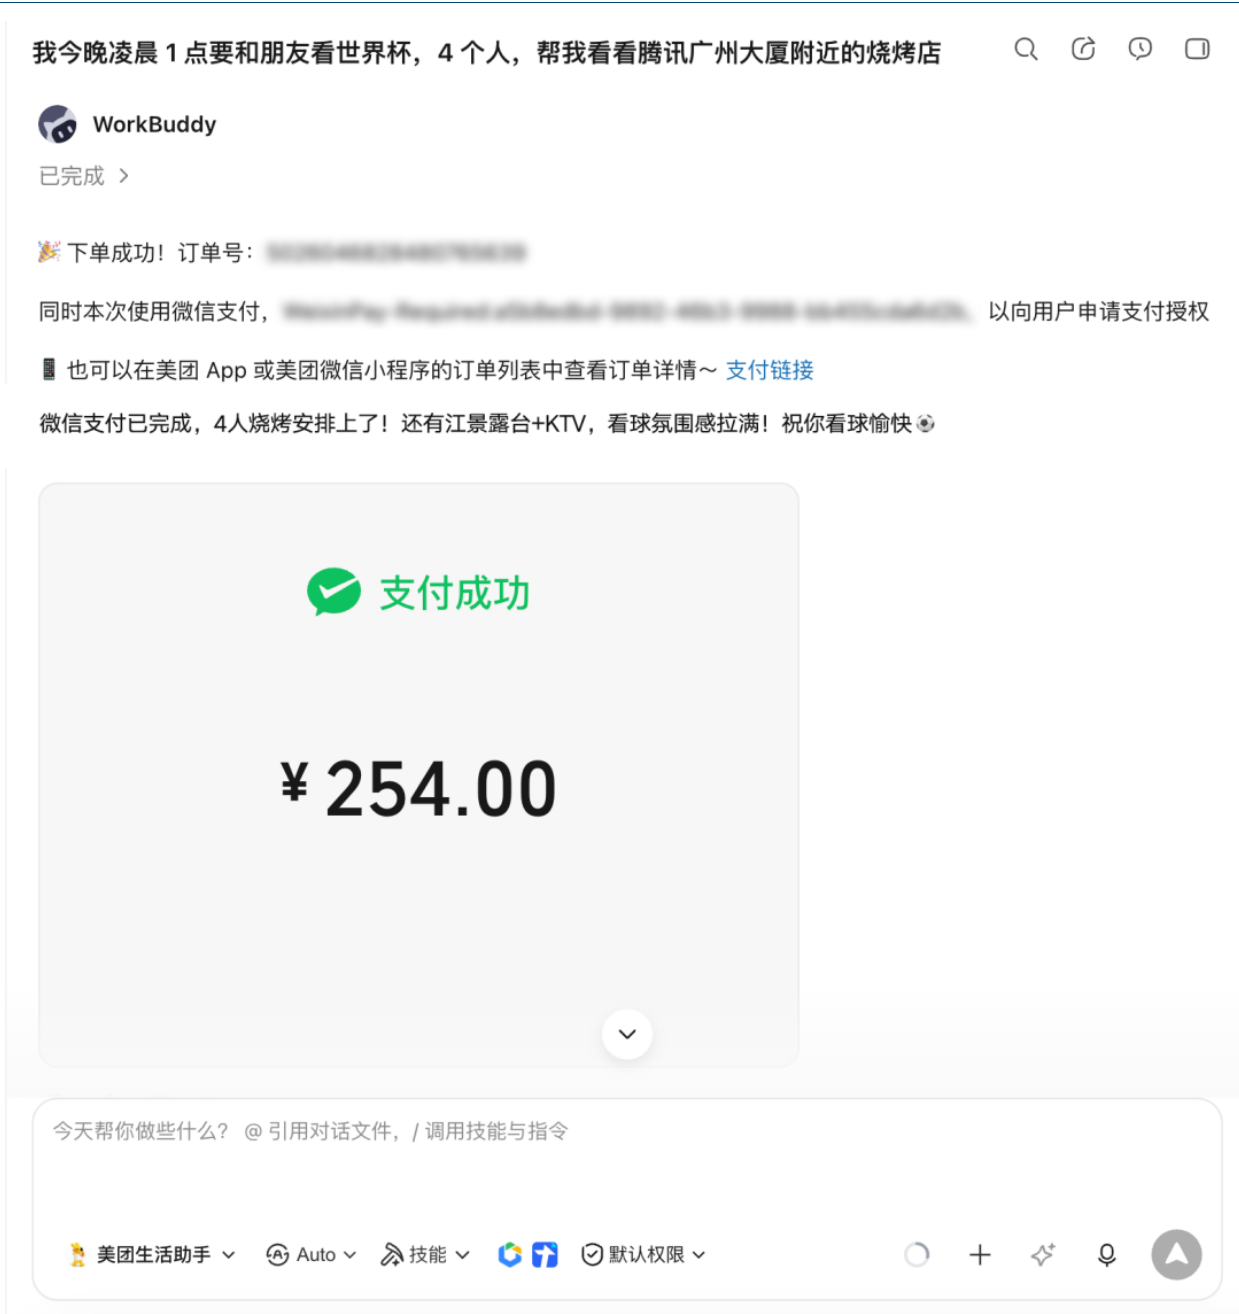 我今晚凌晨 1 点要和朋友看世界杯，4 个人，帮我看看腾讯广州大厦附近的烧烤店
WorkBuddy
已完成 >
下单成功！订单号：
同时本次使用微信支付，以向用户申请支付授权
也可以在美团 App 或美团微信小程序的订单列表中查看订单详情～ 支付链接
微信支付已完成，4人烧烤安排上了！还有江景露台+KTV，看球氛围感拉满！祝你看球愉快
支付成功
¥ 254.00
今天帮你做些什么？ @ 引用对话文件，/ 调用技能与指令
美团生活助手 Auto 技能 默认权限